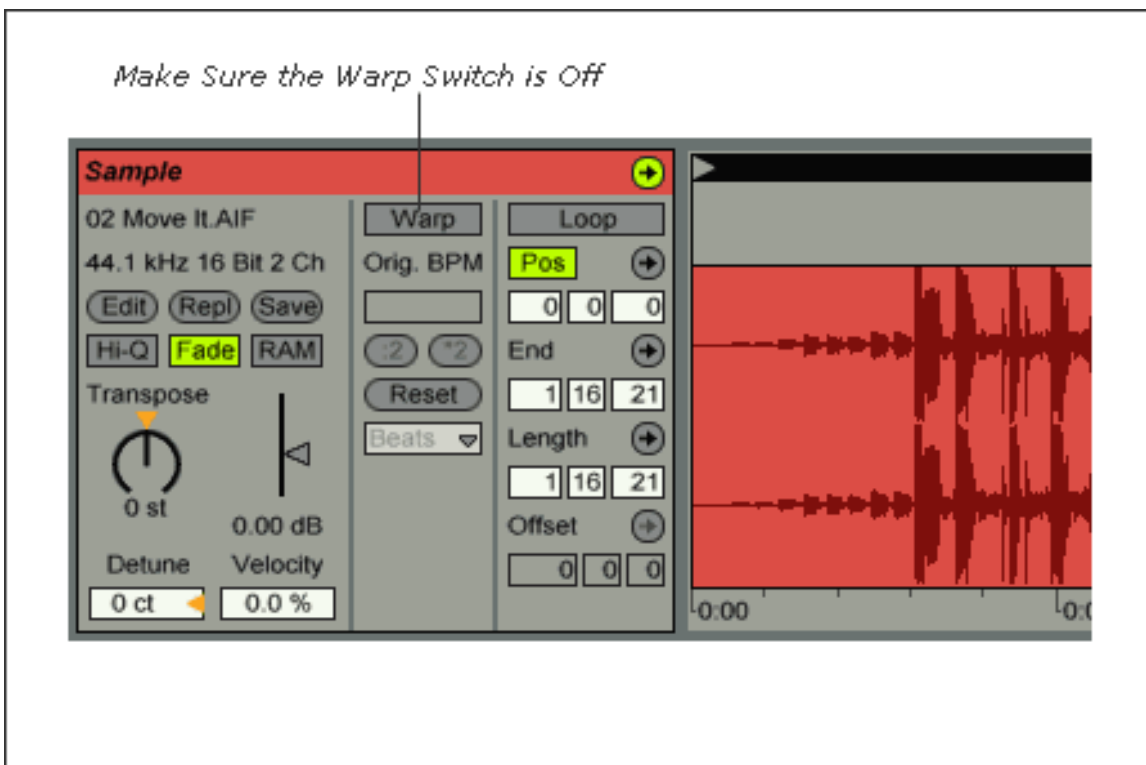 Make Sure the Warp Switch is Off
Sample
02 Move It.AIF
44.1 kHz 16 Bit 2 Ch
Edit Repl Save
Hi-Q Fade RAM
Transpose
0 st
0.00 dB
Detune Velocity
0 ct 0.0 %
Warp
Orig. BPM
:2 *2
Reset
Beats
Loop
Pos
0 0 0
End
1 16 21
Length
1 16 21
Offset
0 0 0
0:00